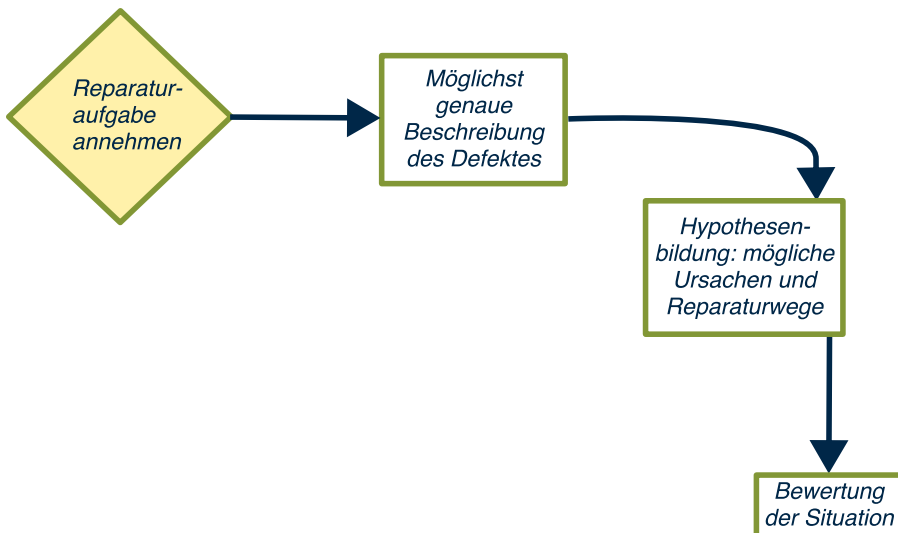 Reparatur-
aufgabe
annehmen
Möglichst
genaue
Beschreibung
des Defektes
Hypothesen-
bildung: mögliche
Ursachen und
Reparaturwege
Bewertung
der Situation